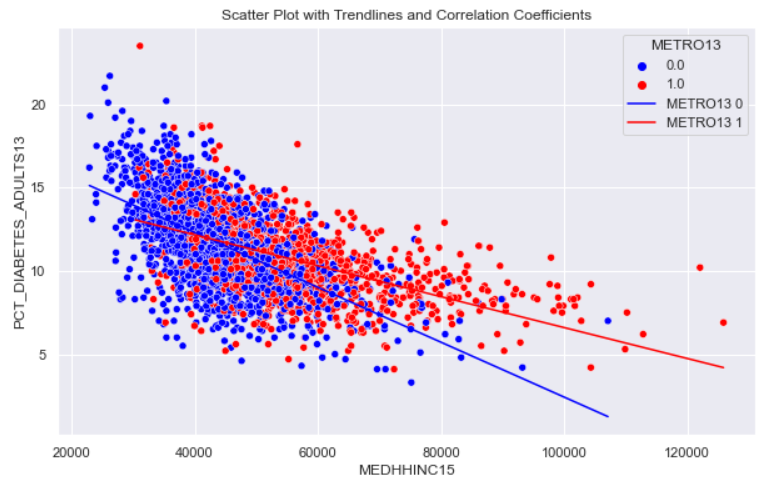 Scatter Plot with Trendlines and Correlation Coefficients
METRO13
0.0
1.0
METRO13 0
METRO13 1
PCT_DIABETES_ADULTS13
20
15
10
5
20000 40000 60000 80000 100000 120000
MEDHHINC15